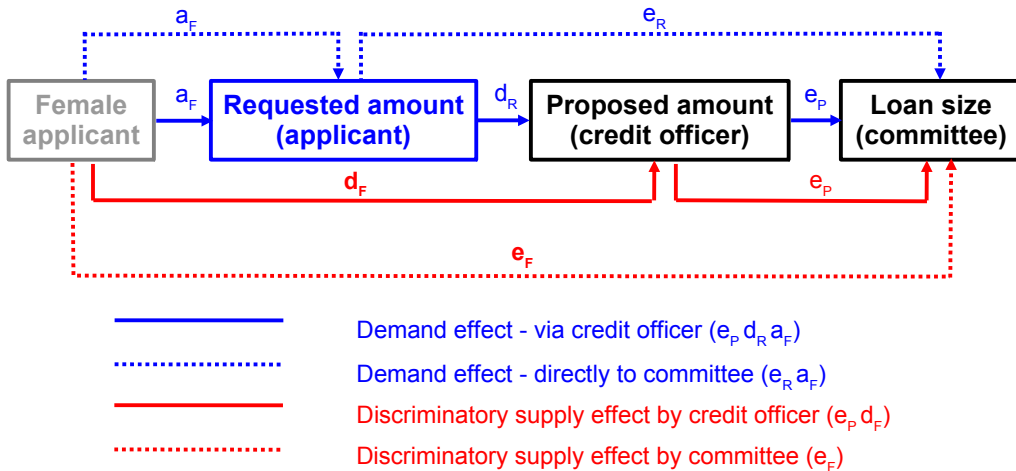 a_F
e_R
Female
applicant
a_F
Requested amount
(applicant)
d_R
Proposed amount
(credit officer)
e_P
Loan size
(committee)
d_F
e_P
e_F
Demand effect - via credit officer (e_P d_R a_F)
Demand effect - directly to committee (e_R a_F)
Discriminatory supply effect by credit officer (e_P d_F)
Discriminatory supply effect by committee (e_F)